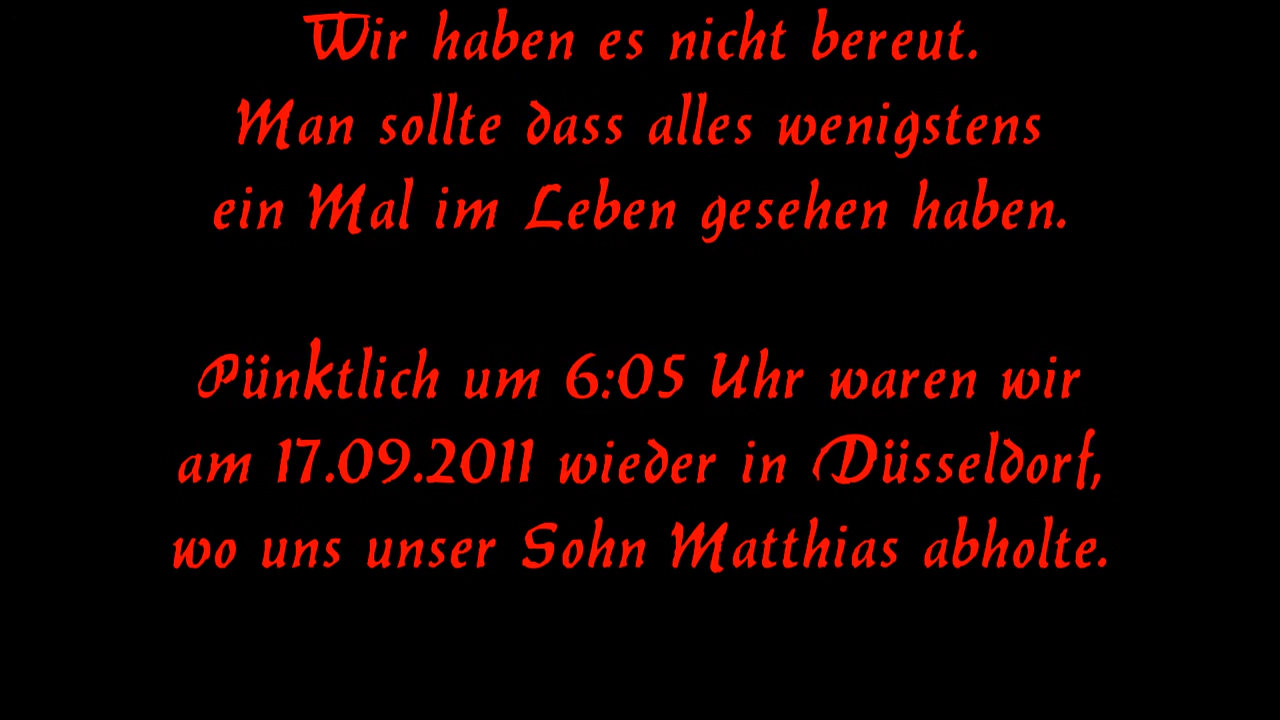 Wir haben es nicht bereut.
Man sollte dass alles wenigstens
ein Mal im Leben gesehen haben.
Pünktlich um 6:05 Uhr waren wir
am 17.09.2011 wieder in Düsseldorf,
wo uns unser Sohn Matthias abholte.